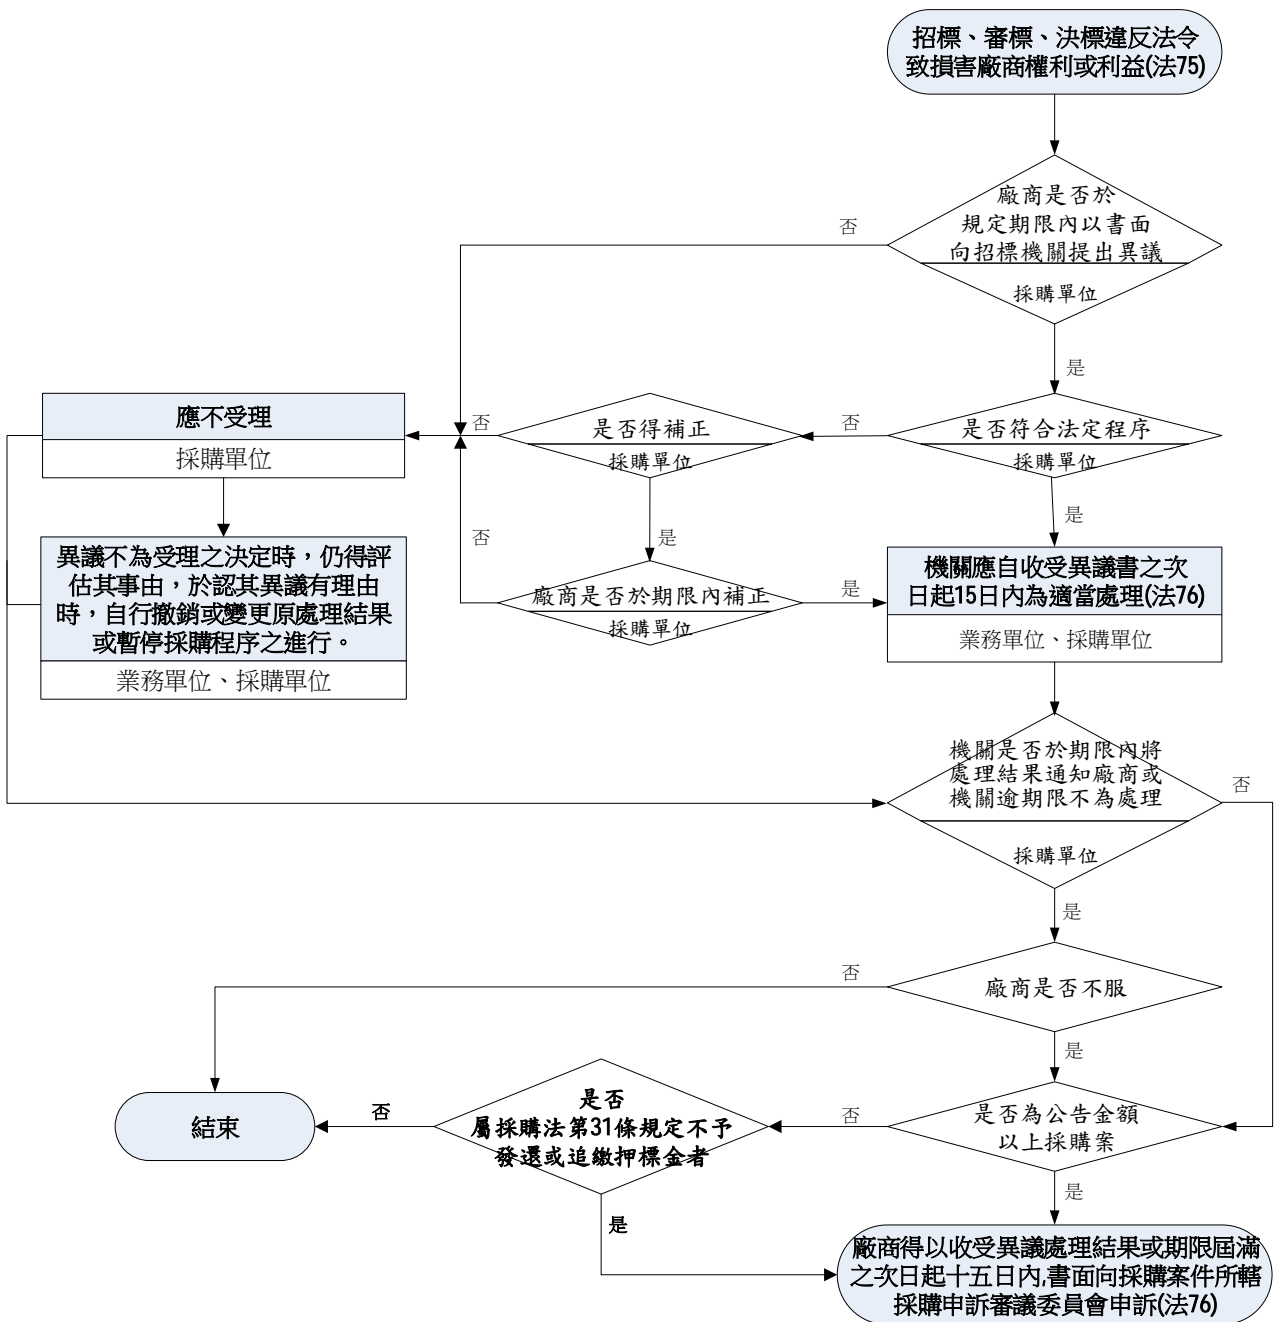 招標、審標、決標違反法令
致損害廠商權利或利益(法75)
廠商是否於
規定期限內以書面
向招標機關提出異議
採購單位
否
是
應不受理
採購單位
否
是否得補正
採購單位
否
是否符合法定程序
採購單位
是
是
異議不為受理之決定時，仍得評
估其事由，於認其異議有理由
時，自行撤銷或變更原處理結果
或暫停採購程序之進行。
業務單位、採購單位
否
廠商是否於期限內補正
採購單位
是
機關應自收受異議書之次
日起15日內為適當處理(法76)
業務單位、採購單位
機關是否於期限內將
處理結果通知廠商或
機關逾期限不為處理
採購單位
否
是
廠商是否不服
否
是
結束
否
是否
屬採購法第31條規定不予
發還或追繳押標金者
否
是否為公告金額
以上採購案
是
是
廠商得以收受異議處理結果或期限屆滿
之次日起十五日內,書面向採購案件所轄
採購申訴審議委員會申訴(法76)